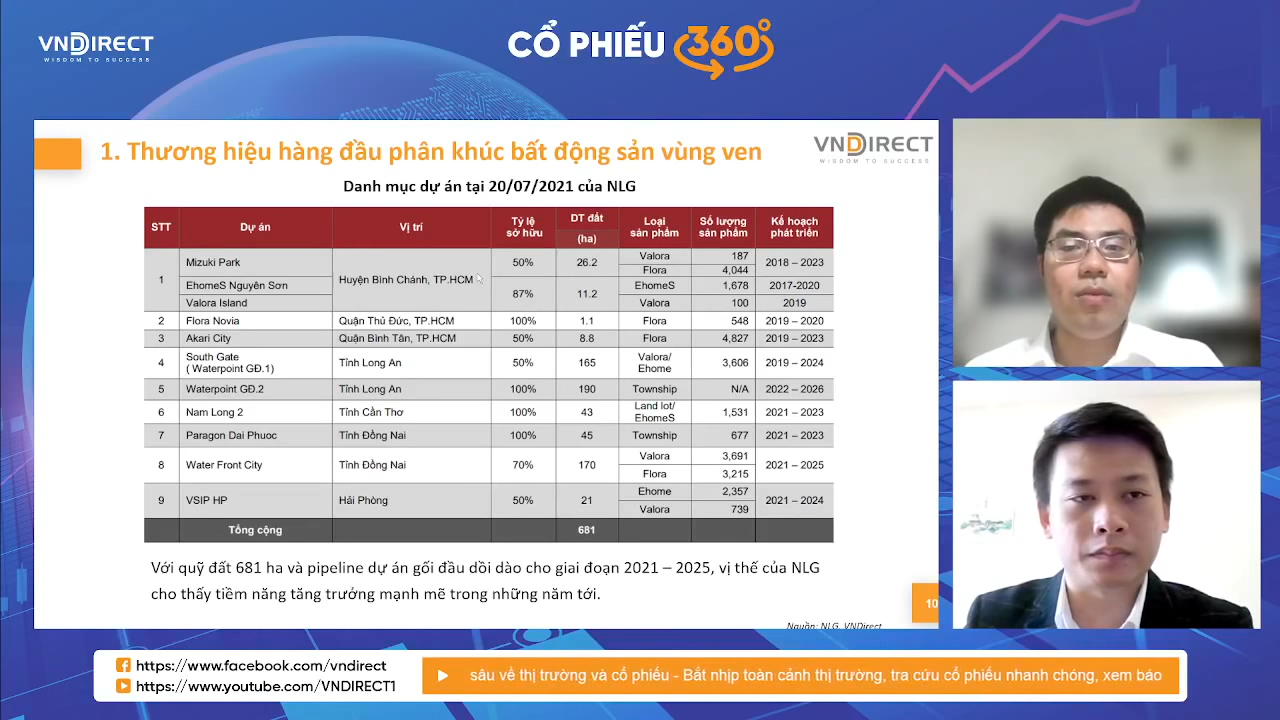 VNDIRECT
WISDOM TO SUCCESS
CỔ PHIẾU 360°
1. Thương hiệu hàng đầu phân khúc bất động sản vùng ven
VNDIRECT
WISDOM TO SUCCESS
Danh mục dự án tại 20/07/2021 của NLG
STT Dự án Vị trí Tỷ lệ sở hữu DT đất (ha) Loại sản phẩm Số lượng sản phẩm Kế hoạch phát triển
1 Mizuki Park Huyện Bình Chánh, TP.HCM 50% 26.2 Valora 187 2018 – 2023
Flora 4,044
EhomeS Nguyên Sơn 87% 11.2 EhomeS 1,678 2017-2020
Valora Island Valora 100 2019
2 Flora Novia Quận Thủ Đức, TP.HCM 100% 1.1 Flora 548 2019 – 2020
3 Akari City Quận Bình Tân, TP.HCM 50% 8.8 Flora 4,827 2019 – 2023
4 South Gate ( Waterpoint GĐ.1) Tỉnh Long An 50% 165 Valora/ Ehome 3,606 2019 – 2024
5 Waterpoint GĐ.2 Tỉnh Long An 100% 190 Township N/A 2022 – 2026
6 Nam Long 2 Tỉnh Cần Thơ 100% 43 Land lot/ EhomeS 1,531 2021 – 2023
7 Paragon Dai Phuoc Tỉnh Đồng Nai 100% 45 Township 677 2021 – 2023
8 Water Front City Tỉnh Đồng Nai 70% 170 Valora 3,691 2021 – 2025
Flora 3,215
9 VSIP HP Hải Phòng 50% 21 Ehome 2,357 2021 – 2024
Valora 739
Tổng cộng 681
Với quỹ đất 681 ha và pipeline dự án gối đầu dồi dào cho giai đoạn 2021 – 2025, vị thế của NLG
cho thấy tiềm năng tăng trưởng mạnh mẽ trong những năm tới.
10
Nguồn: NLG, VNDirect
https://www.facebook.com/vndirect
https://www.youtube.com/VNDIRECT1
sâu về thị trường và cổ phiếu - Bắt nhịp toàn cảnh thị trường, tra cứu cổ phiếu nhanh chóng, xem báo